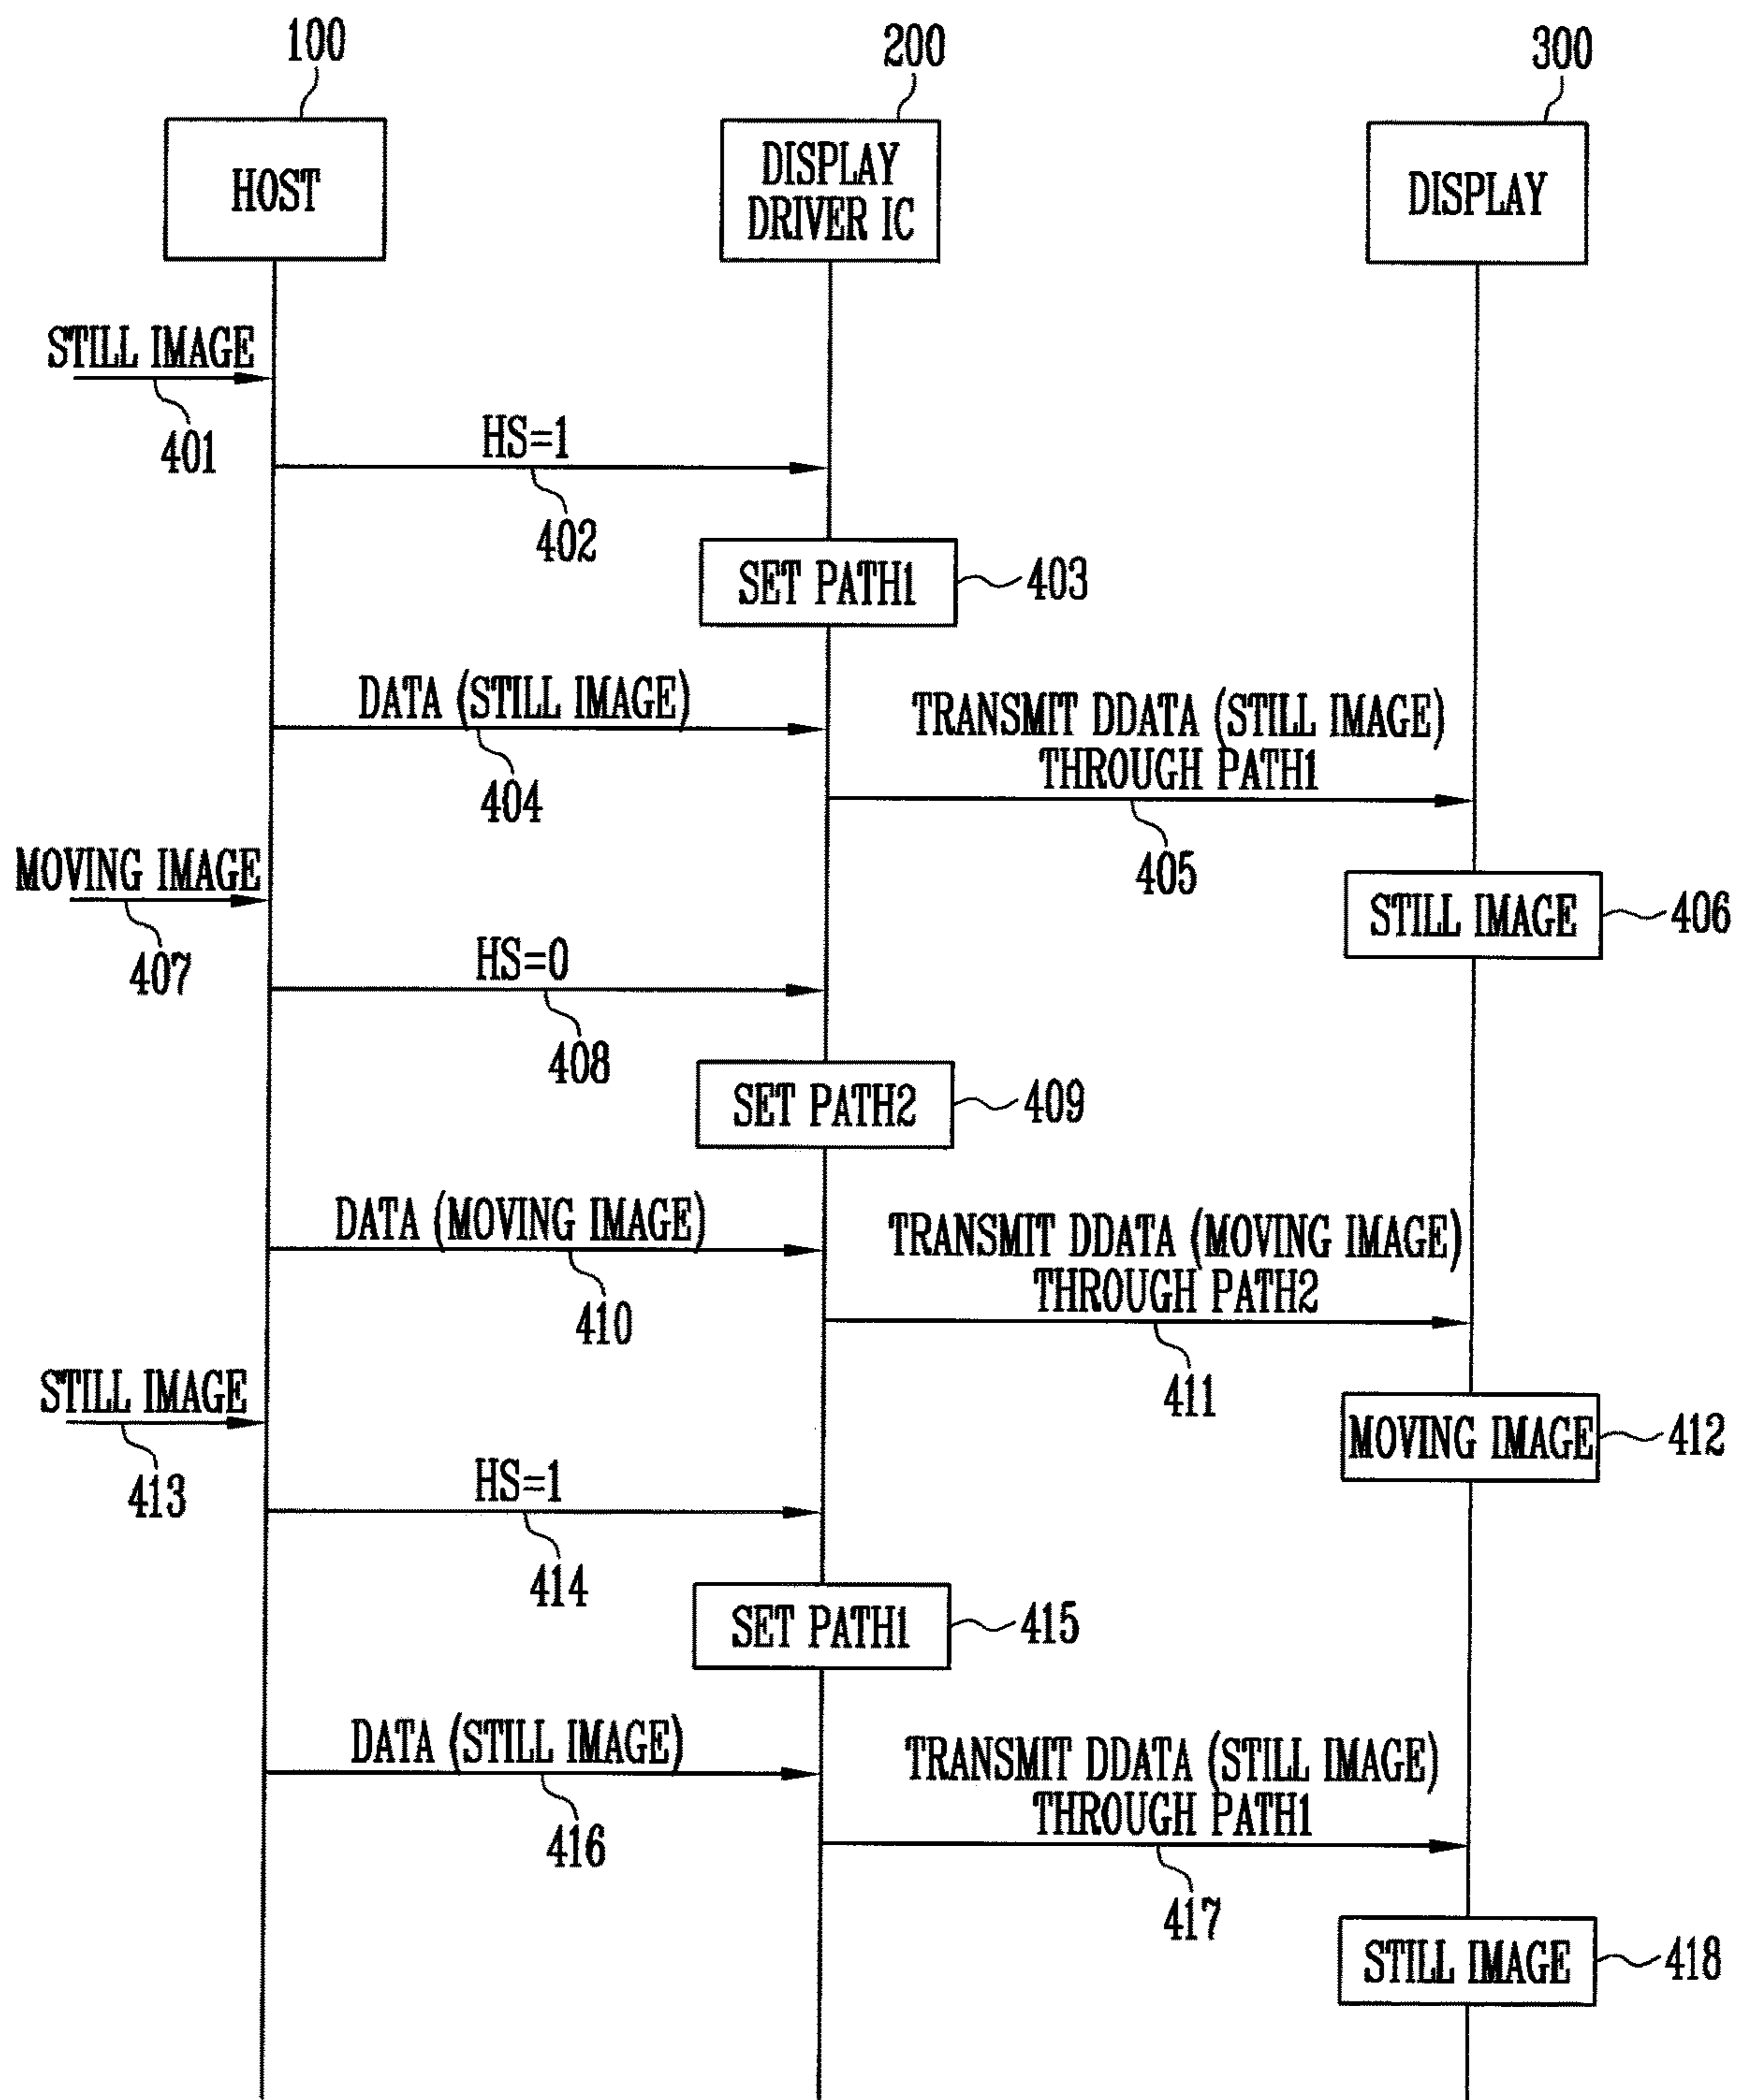 100
200
300
HOST
DISPLAY
DRIVER IC
DISPLAY
STILL IMAGE
401
HS=1
402
SET PATH1
403
DATA (STILL IMAGE)
404
TRANSMIT DDATA (STILL IMAGE)
THROUGH PATH1
405
MOVING IMAGE
407
STILL IMAGE
406
HS=0
408
SET PATH2
409
DATA (MOVING IMAGE)
410
TRANSMIT DDATA (MOVING IMAGE)
THROUGH PATH2
411
STILL IMAGE
413
MOVING IMAGE
412
HS=1
414
SET PATH1
415
DATA (STILL IMAGE)
416
TRANSMIT DDATA (STILL IMAGE)
THROUGH PATH1
417
STILL IMAGE
418